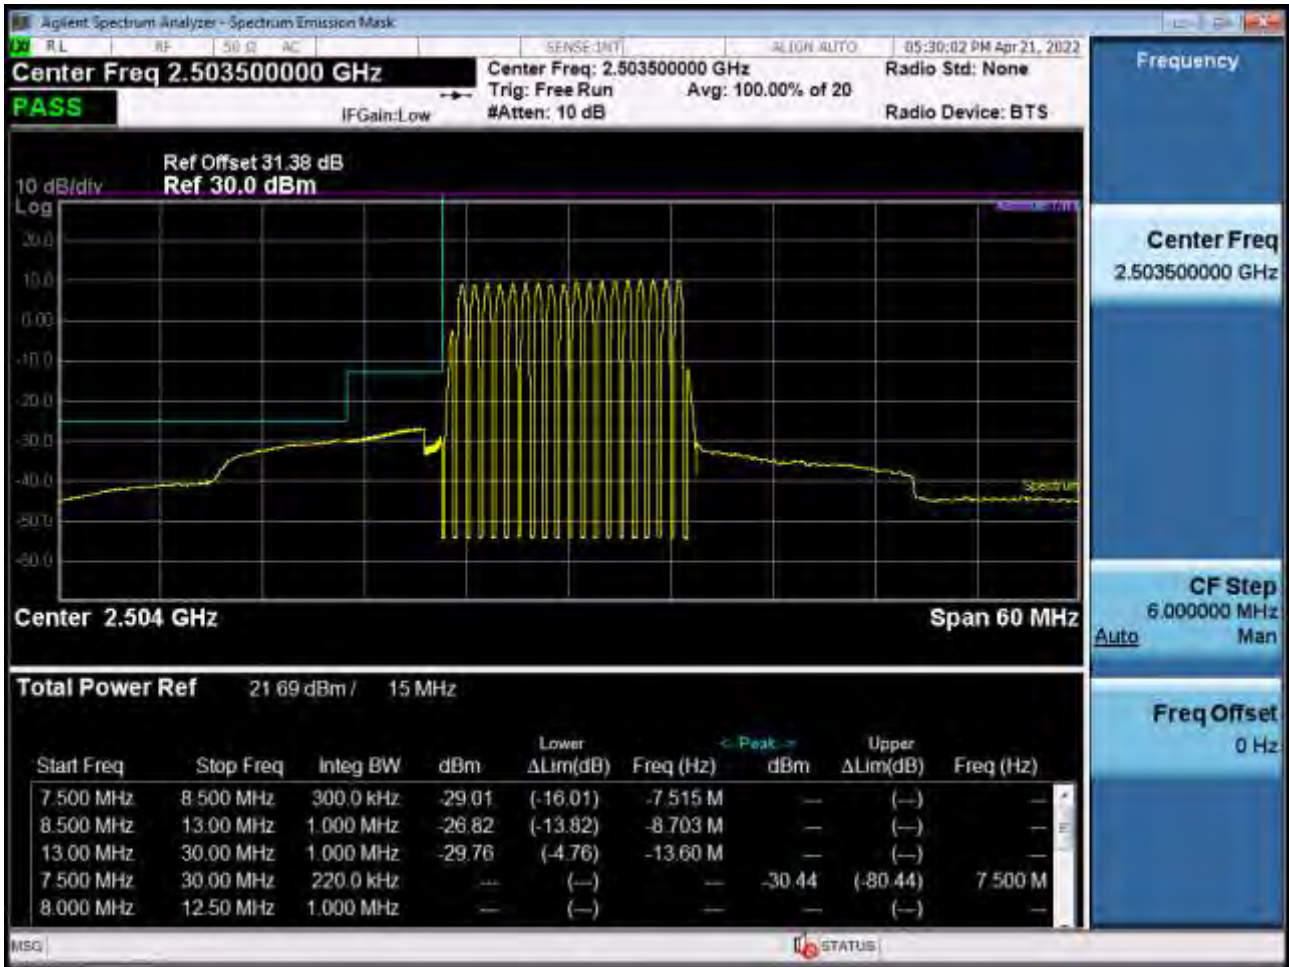 Agilent Spectrum Analyzer - Spectrum Emission Mask
RL RF 50 Ω AC SENSE:INT ALIGN AUTO 05:30:02 PM Apr 21, 2022
Center Freq 2.503500000 GHz
PASS
IFGain:Low
Center Freq: 2.503500000 GHz
Trig: Free Run Avg: 100.00% of 20
#Atten: 10 dB
Radio Std: None
Radio Device: BTS
Ref Offset 31.38 dB
10 dB/div Ref 30.0 dBm
Log
20.0
10.0
0.00
-10.0
-20.0
-30.0
-40.0
-50.0
-60.0
Spectrum
Center 2.504 GHz Span 60 MHz
Total Power Ref 21.69 dBm / 15 MHz
Lower <- Peak -> Upper
Start Freq Stop Freq Integ BW dBm ΔLim(dB) Freq (Hz) dBm ΔLim(dB) Freq (Hz)
7.500 MHz 8.500 MHz 300.0 kHz -29.01 (-16.01) -7.515 M --- (---) ---
8.500 MHz 13.00 MHz 1.000 MHz -26.82 (-13.82) -8.703 M --- (---) ---
13.00 MHz 30.00 MHz 1.000 MHz -29.76 (-4.76) -13.60 M --- (---) ---
7.500 MHz 30.00 MHz 220.0 kHz --- (---) --- -30.44 (-80.44) 7.500 M
8.000 MHz 12.50 MHz 1.000 MHz --- (---) --- --- (---) ---
MSG STATUS
Frequency
Center Freq
2.503500000 GHz
CF Step
6.000000 MHz
Auto Man
Freq Offset
0 Hz